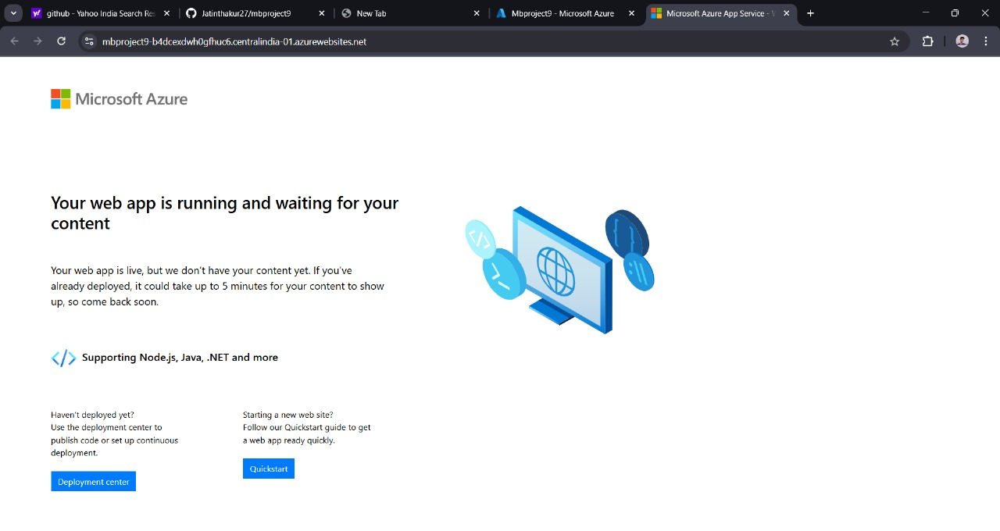 github - Yahoo India Search Res
Jatinthakur27/mbproject9
New Tab
Mbproject9 - Microsoft Azure
Microsoft Azure App Service -
mbproject9-b4dcexdwh0gfhuc6.centralindia-01.azurewebsites.net
Microsoft Azure
Your web app is running and waiting for your
content
Your web app is live, but we don’t have your content yet. If you’ve
already deployed, it could take up to 5 minutes for your content to show
up, so come back soon.
Supporting Node.js, Java, .NET and more
Haven’t deployed yet?
Use the deployment center to
publish code or set up continuous
deployment.
Deployment center
Starting a new web site?
Follow our Quickstart guide to get
a web app ready quickly.
Quickstart